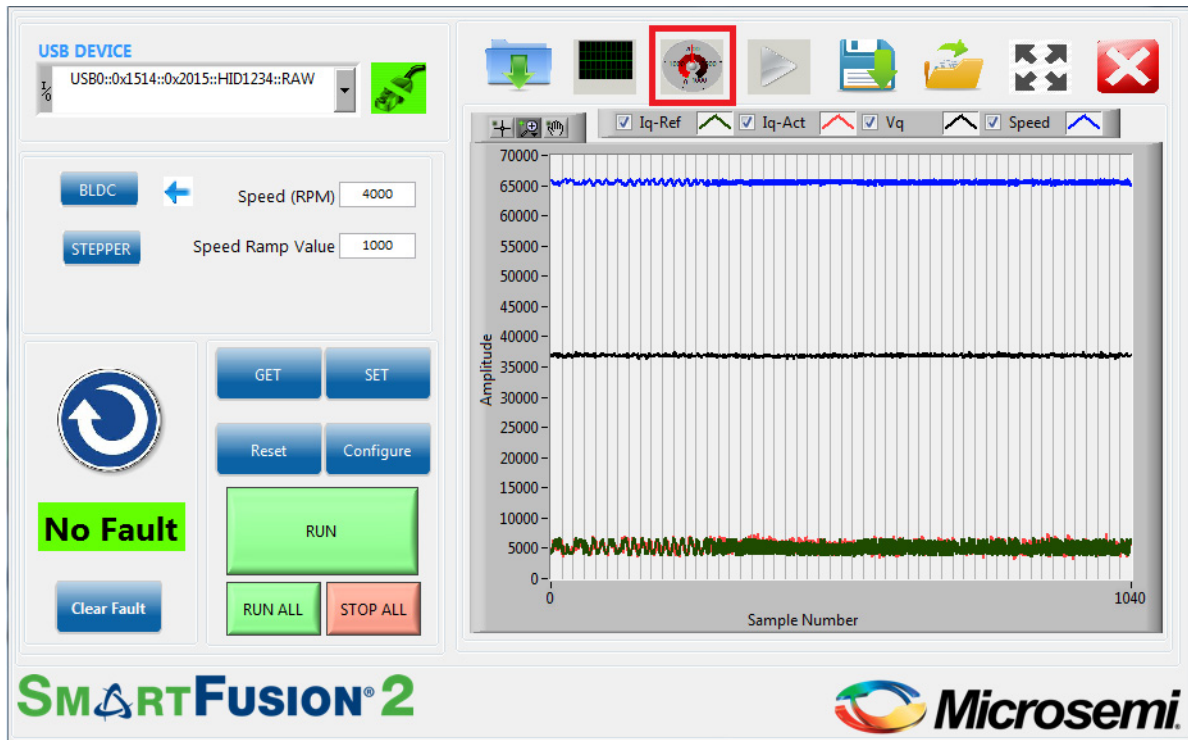 USB DEVICE
I/O
USB0::0x1514::0x2015::HID1234::RAW
BLDC
Speed (RPM)
4000
STEPPER
Speed Ramp Value
1000
GET
SET
Reset
Configure
No Fault
RUN
Clear Fault
RUN ALL
STOP ALL
Iq-Ref
Iq-Act
Vq
Speed
70000
65000
60000
55000
50000
45000
40000
35000
30000
25000
20000
15000
10000
5000
0
Amplitude
0
1040
Sample Number
SMARTFUSION® 2
Microsemi.